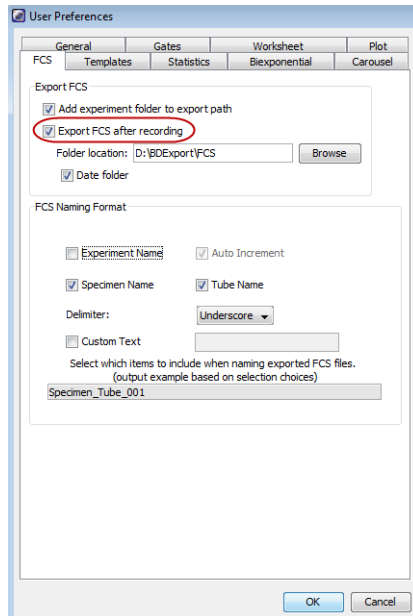 User Preferences
General Gates Worksheet Plot
FCS Templates Statistics Biexponential Carousel
Export FCS
Add experiment folder to export path
Export FCS after recording
Folder location: D:\BDExport\FCS Browse
Date folder
FCS Naming Format
Experiment Name Auto Increment
Specimen Name Tube Name
Delimiter: Underscore
Custom Text
Select which items to include when naming exported FCS files.
(output example based on selection choices)
Specimen_Tube_001
OK Cancel